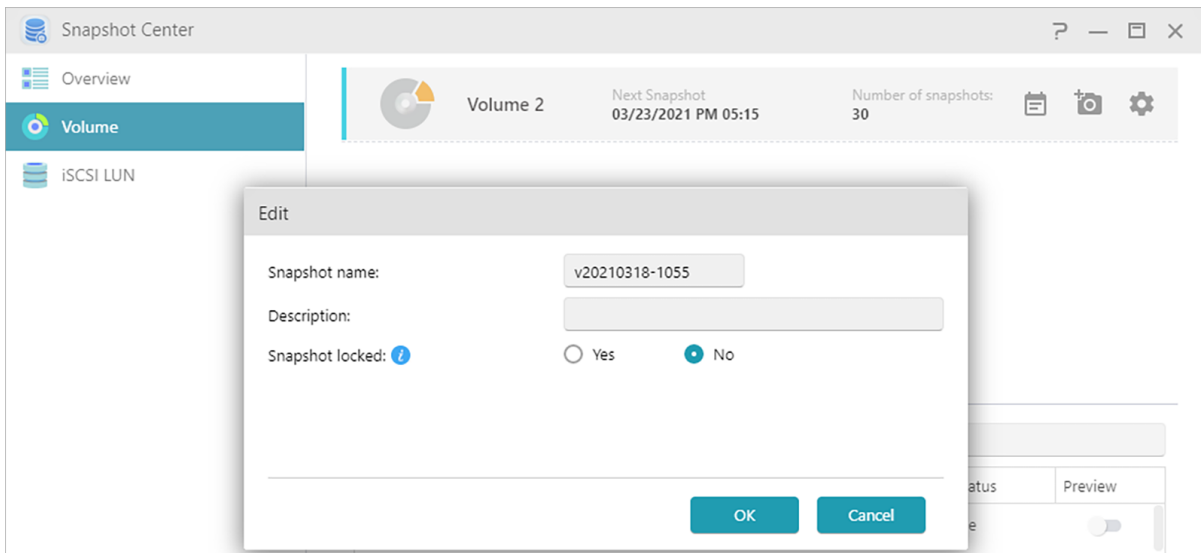 Snapshot Center
Overview
Volume
iSCSI LUN
Volume 2
Next Snapshot
03/23/2021 PM 05:15
Number of snapshots:
30
Edit
Snapshot name: v20210318-1055
Description:
Snapshot locked: i Yes No
OK Cancel
atus Preview
e